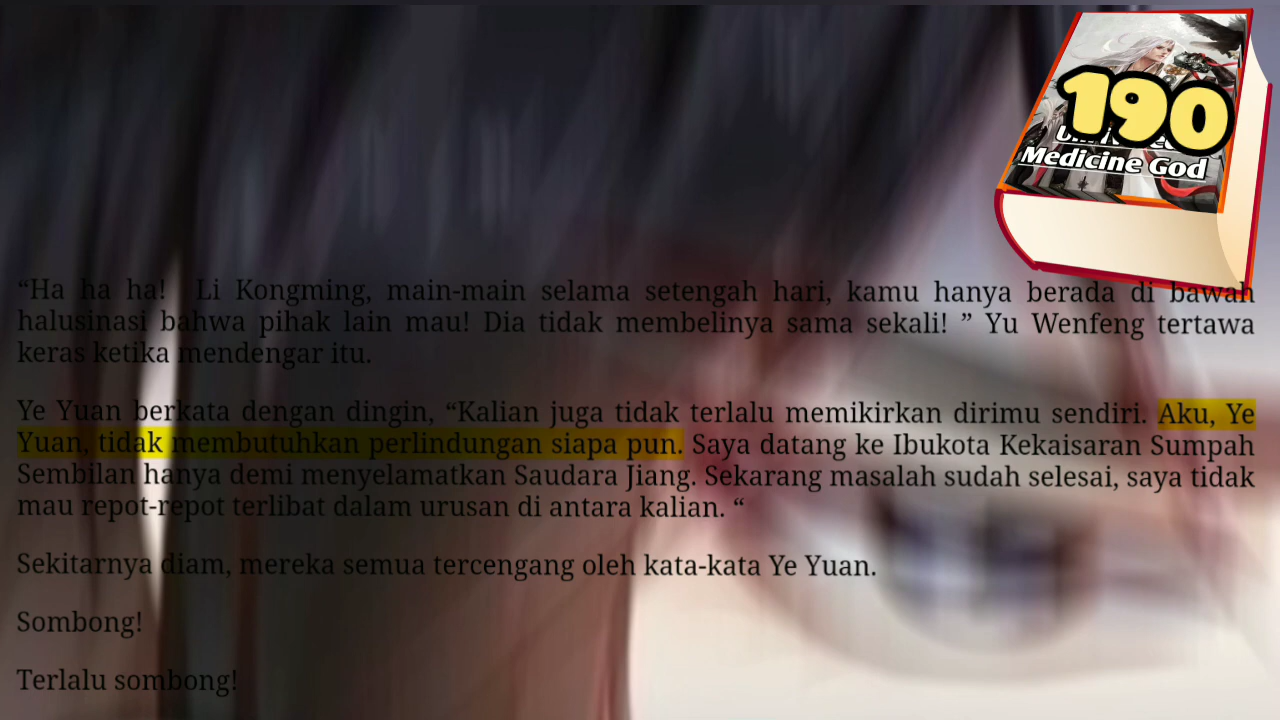 190
Medicine God
“Ha ha ha! Li Kongming, main-main selama setengah hari, kamu hanya berada di bawah
halusinasi bahwa pihak lain mau! Dia tidak membelinya sama sekali! ” Yu Wenfeng tertawa
keras ketika mendengar itu.
Ye Yuan berkata dengan dingin, “Kalian juga tidak terlalu memikirkan dirimu sendiri. Aku, Ye
Yuan, tidak membutuhkan perlindungan siapa pun. Saya datang ke Ibukota Kekaisaran Sumpah
Sembilan hanya demi menyelamatkan Saudara Jiang. Sekarang masalah sudah selesai, saya tidak
mau repot-repot terlibat dalam urusan di antara kalian. “
Sekitarnya diam, mereka semua tercengang oleh kata-kata Ye Yuan.
Sombong!
Terlalu sombong!